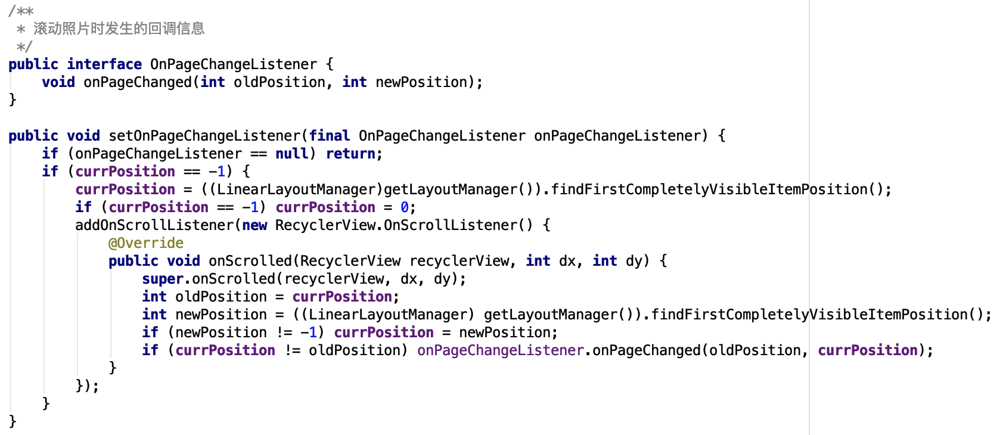 /**
 * 滚动照片时发生的回调信息
 */
public interface OnPageChangeListener {
    void onPageChanged(int oldPosition, int newPosition);
}

public void setOnPageChangeListener(final OnPageChangeListener onPageChangeListener) {
    if (onPageChangeListener == null) return;
    if (currPosition == -1) {
        currPosition = ((LinearLayoutManager)getLayoutManager()).findFirstCompletelyVisibleItemPosition();
        if (currPosition == -1) currPosition = 0;
        addOnScrollListener(new RecyclerView.OnScrollListener() {
            @Override
            public void onScrolled(RecyclerView recyclerView, int dx, int dy) {
                super.onScrolled(recyclerView, dx, dy);
                int oldPosition = currPosition;
                int newPosition = ((LinearLayoutManager) getLayoutManager()).findFirstCompletelyVisibleItemPosition();
                if (newPosition != -1) currPosition = newPosition;
                if (currPosition != oldPosition) onPageChangeListener.onPageChanged(oldPosition, currPosition);
            }
        });
    }
}